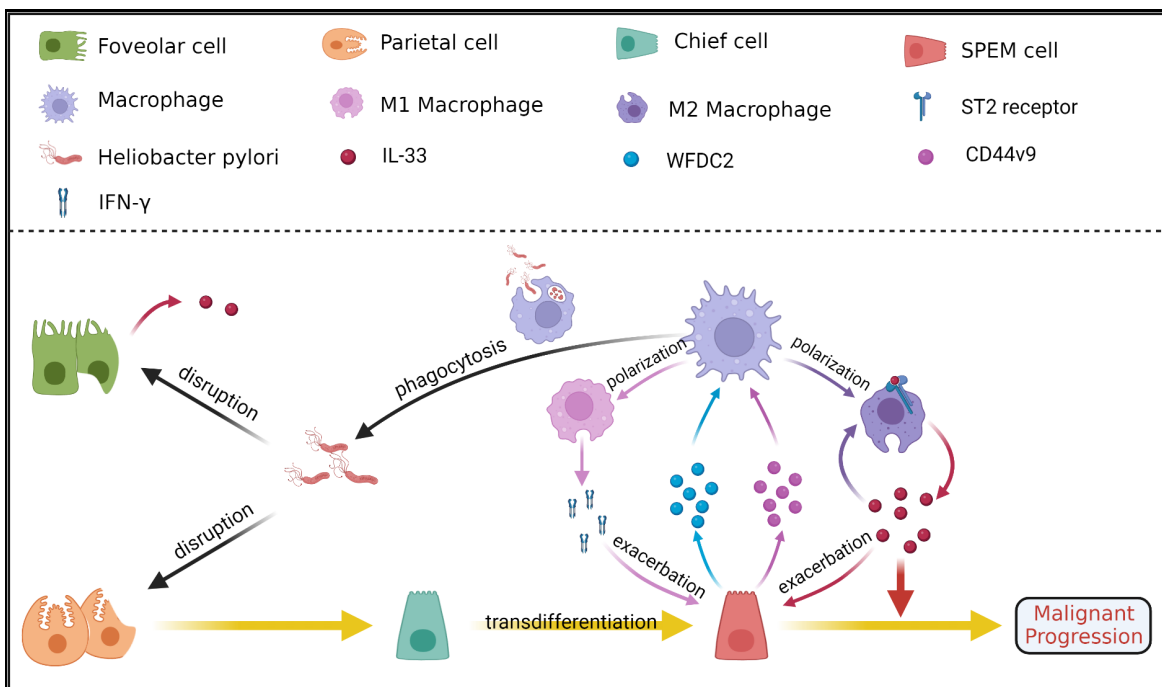 Foveolar cell
Parietal cell
Chief cell
SPEM cell
Macrophage
M1 Macrophage
M2 Macrophage
ST2 receptor
Heliobacter pylori
IL-33
WFDC2
CD44v9
IFN-γ
disruption
phagocytosis
polarization
polarization
disruption
exacerbation
exacerbation
transdifferentiation
Malignant
Progression